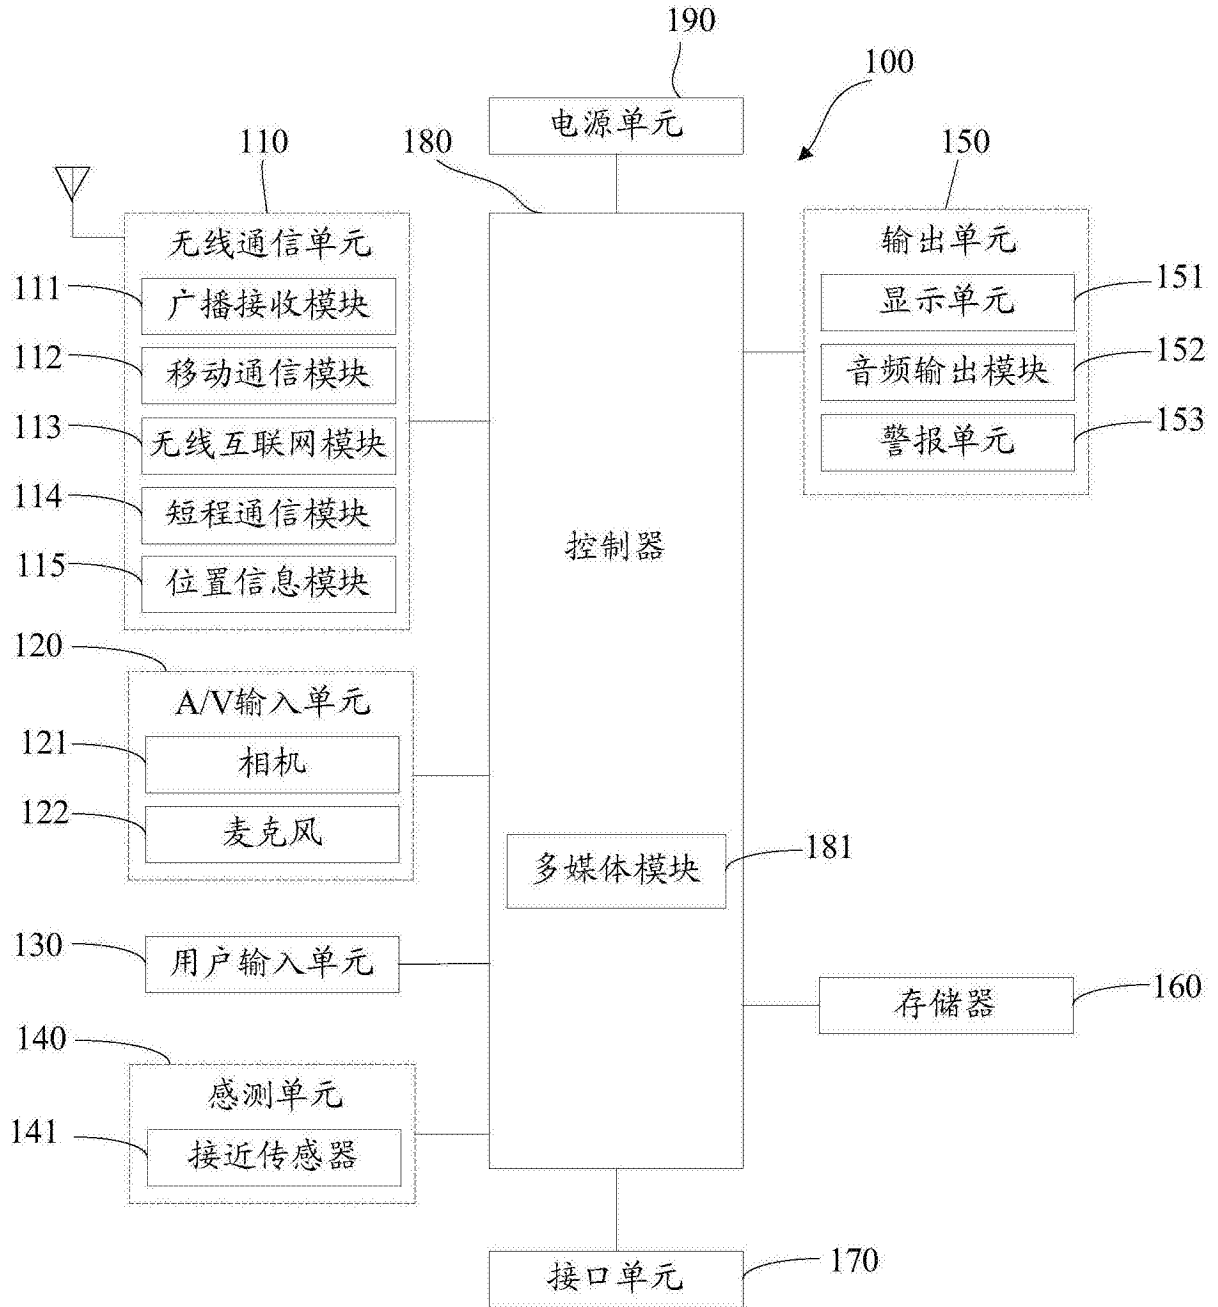 190
100
电源单元
110
180
150
无线通信单元
输出单元
111
广播接收模块
151
显示单元
112
移动通信模块
152
音频输出模块
113
无线互联网模块
153
警报单元
114
短程通信模块
115
位置信息模块
控制器
120
A/V输入单元
121
相机
122
麦克风
多媒体模块
181
130
用户输入单元
存储器
160
140
感测单元
141
接近传感器
接口单元
170